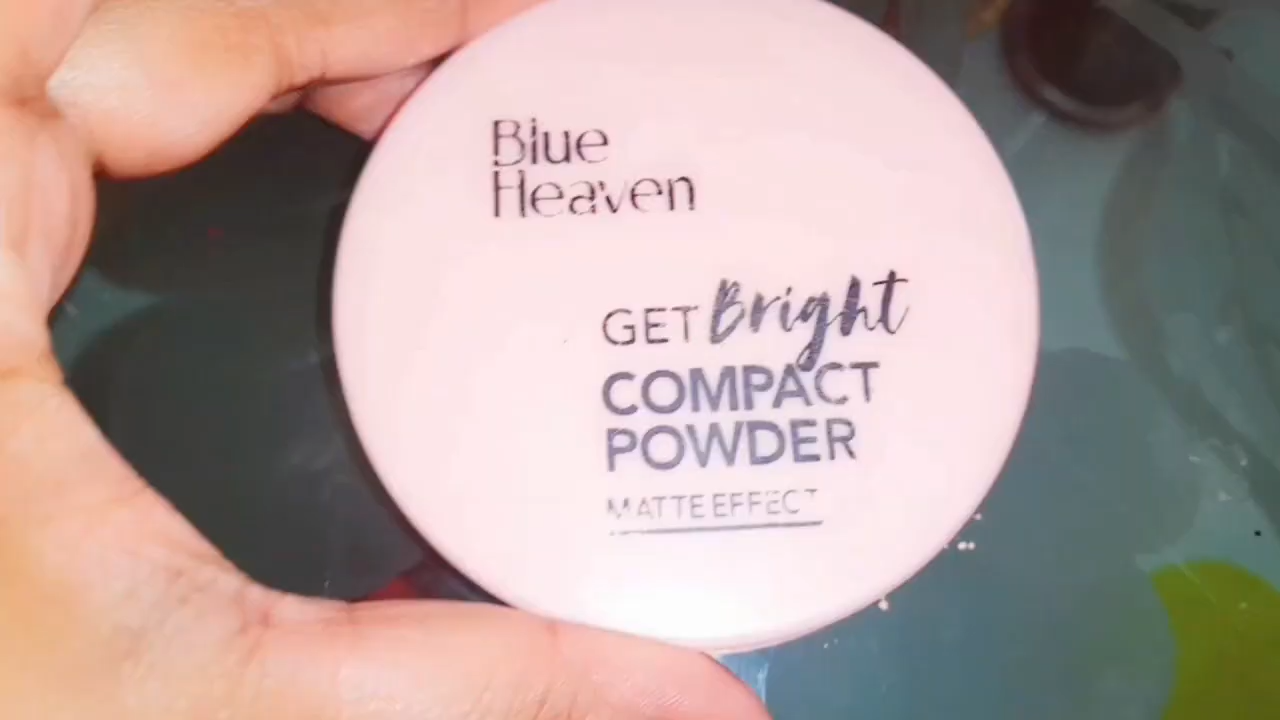 Blue
Heaven
GET Bright
COMPACT
POWDER
MATTE EFFECT